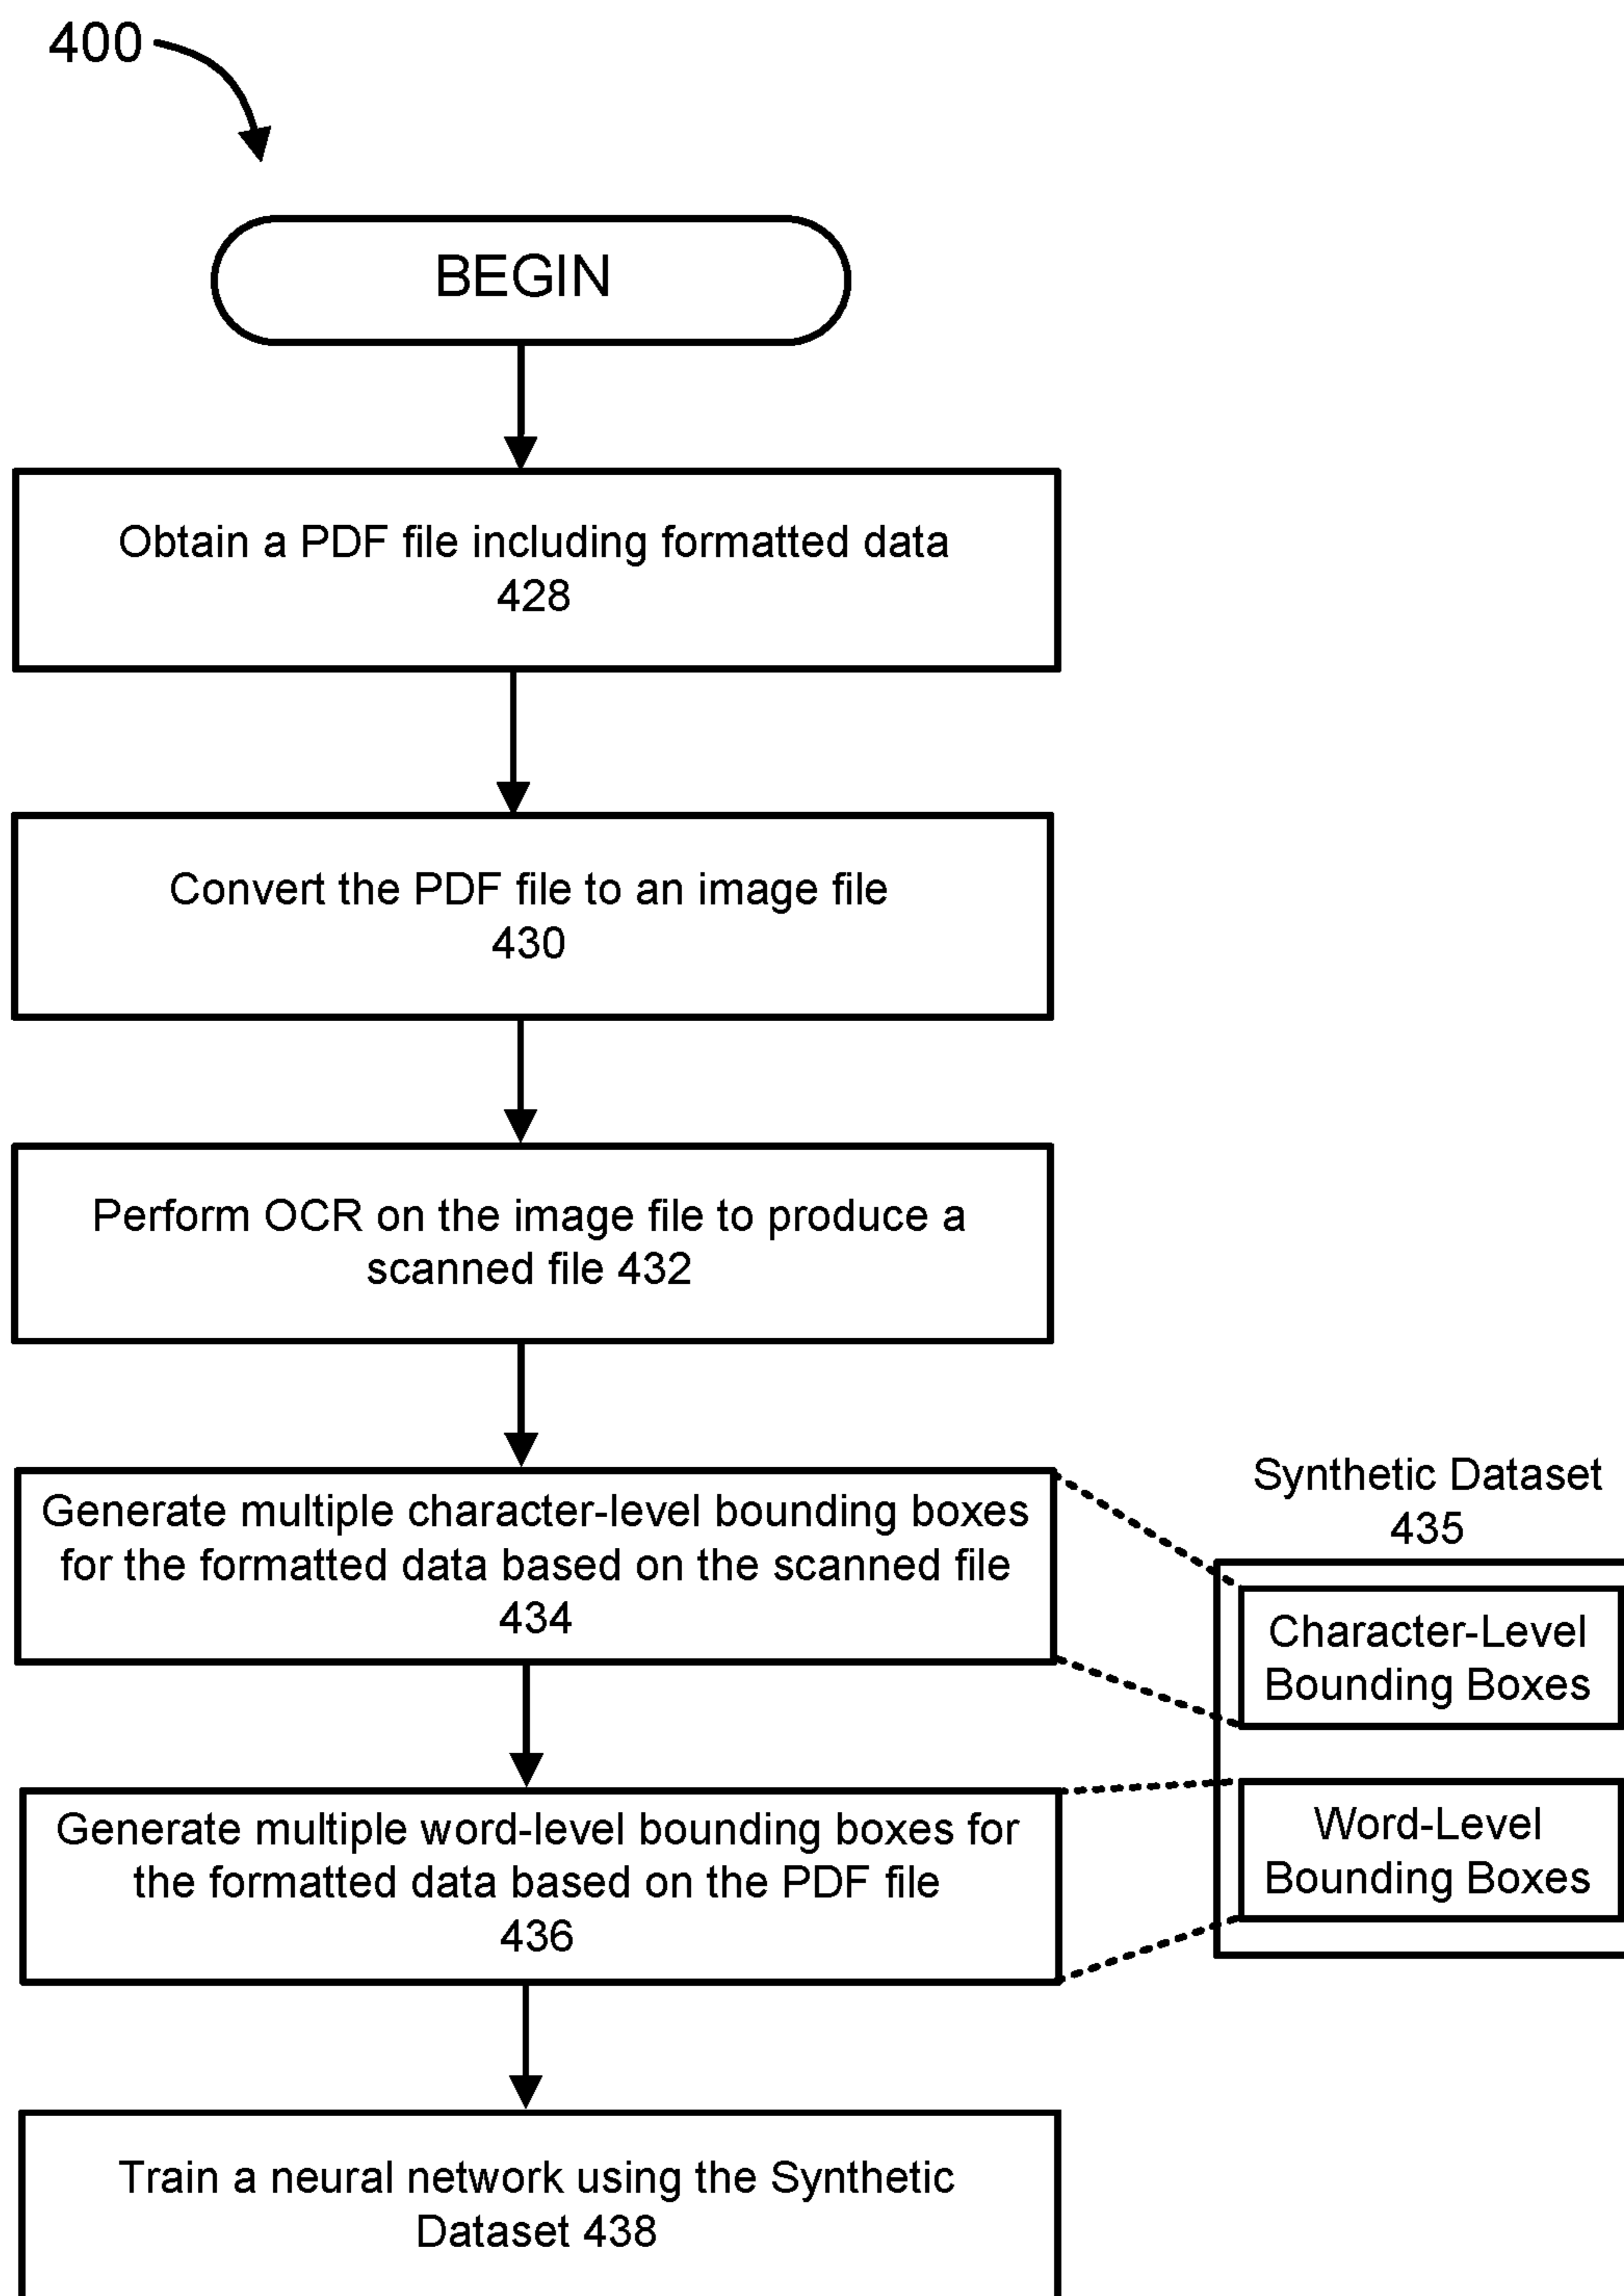 400
BEGIN
Obtain a PDF file including formatted data
428
Convert the PDF file to an image file
430
Perform OCR on the image file to produce a
scanned file 432
Generate multiple character-level bounding boxes
for the formatted data based on the scanned file
434
Synthetic Dataset
435
Character-Level
Bounding Boxes
Generate multiple word-level bounding boxes for
the formatted data based on the PDF file
436
Word-Level
Bounding Boxes
Train a neural network using the Synthetic
Dataset 438